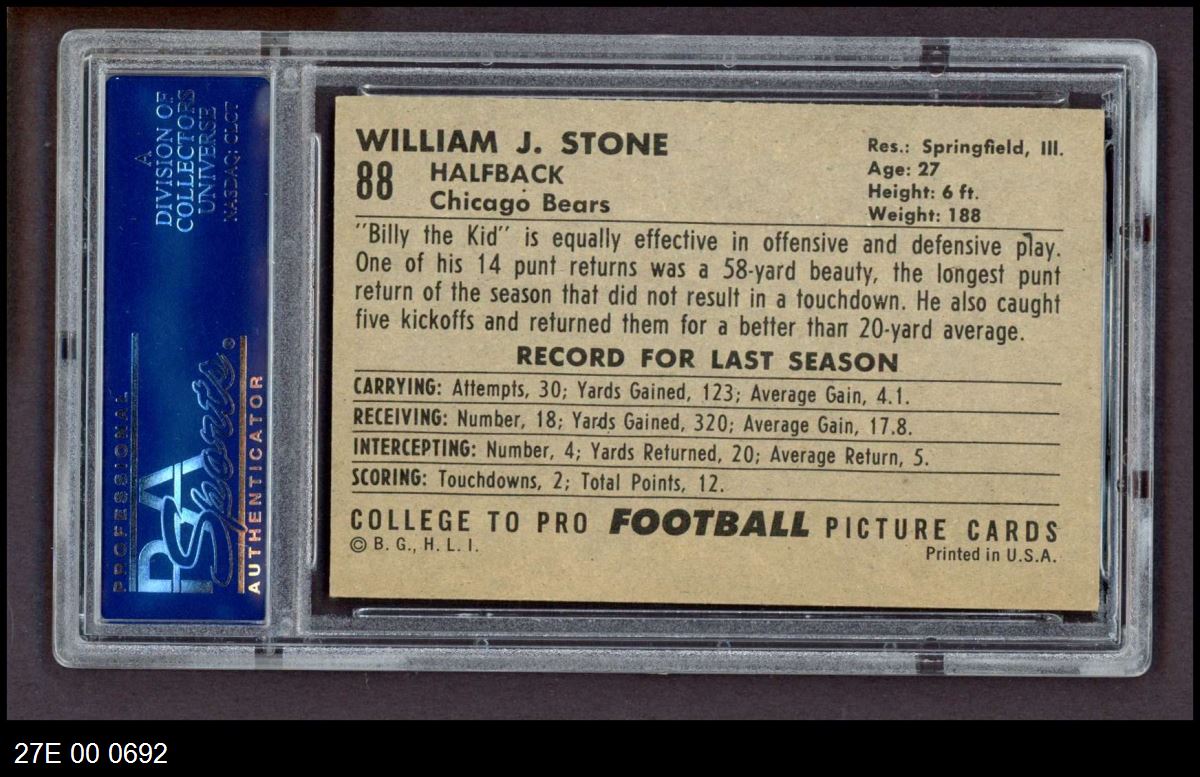 A
DIVISION OF
COLLECTORS
UNIVERSE
NASDAQ: CLCT
PROFESSIONAL
PSA
Sports®
AUTHENTICATOR
WILLIAM J. STONE
88 HALFBACK
Chicago Bears
Res.: Springfield, Ill.
Age: 27
Height: 6 ft.
Weight: 188
"Billy the Kid" is equally effective in offensive and defensive play.
One of his 14 punt returns was a 58-yard beauty, the longest punt
return of the season that did not result in a touchdown. He also caught
five kickoffs and returned them for a better than 20-yard average.
RECORD FOR LAST SEASON
CARRYING: Attempts, 30; Yards Gained, 123; Average Gain, 4.1.
RECEIVING: Number, 18; Yards Gained, 320; Average Gain, 17.8.
INTERCEPTING: Number, 4; Yards Returned, 20; Average Return, 5.
SCORING: Touchdowns, 2; Total Points, 12.
COLLEGE TO PRO FOOTBALL PICTURE CARDS
© B. G., H. L. I.
Printed in U.S.A.
27E 00 0692